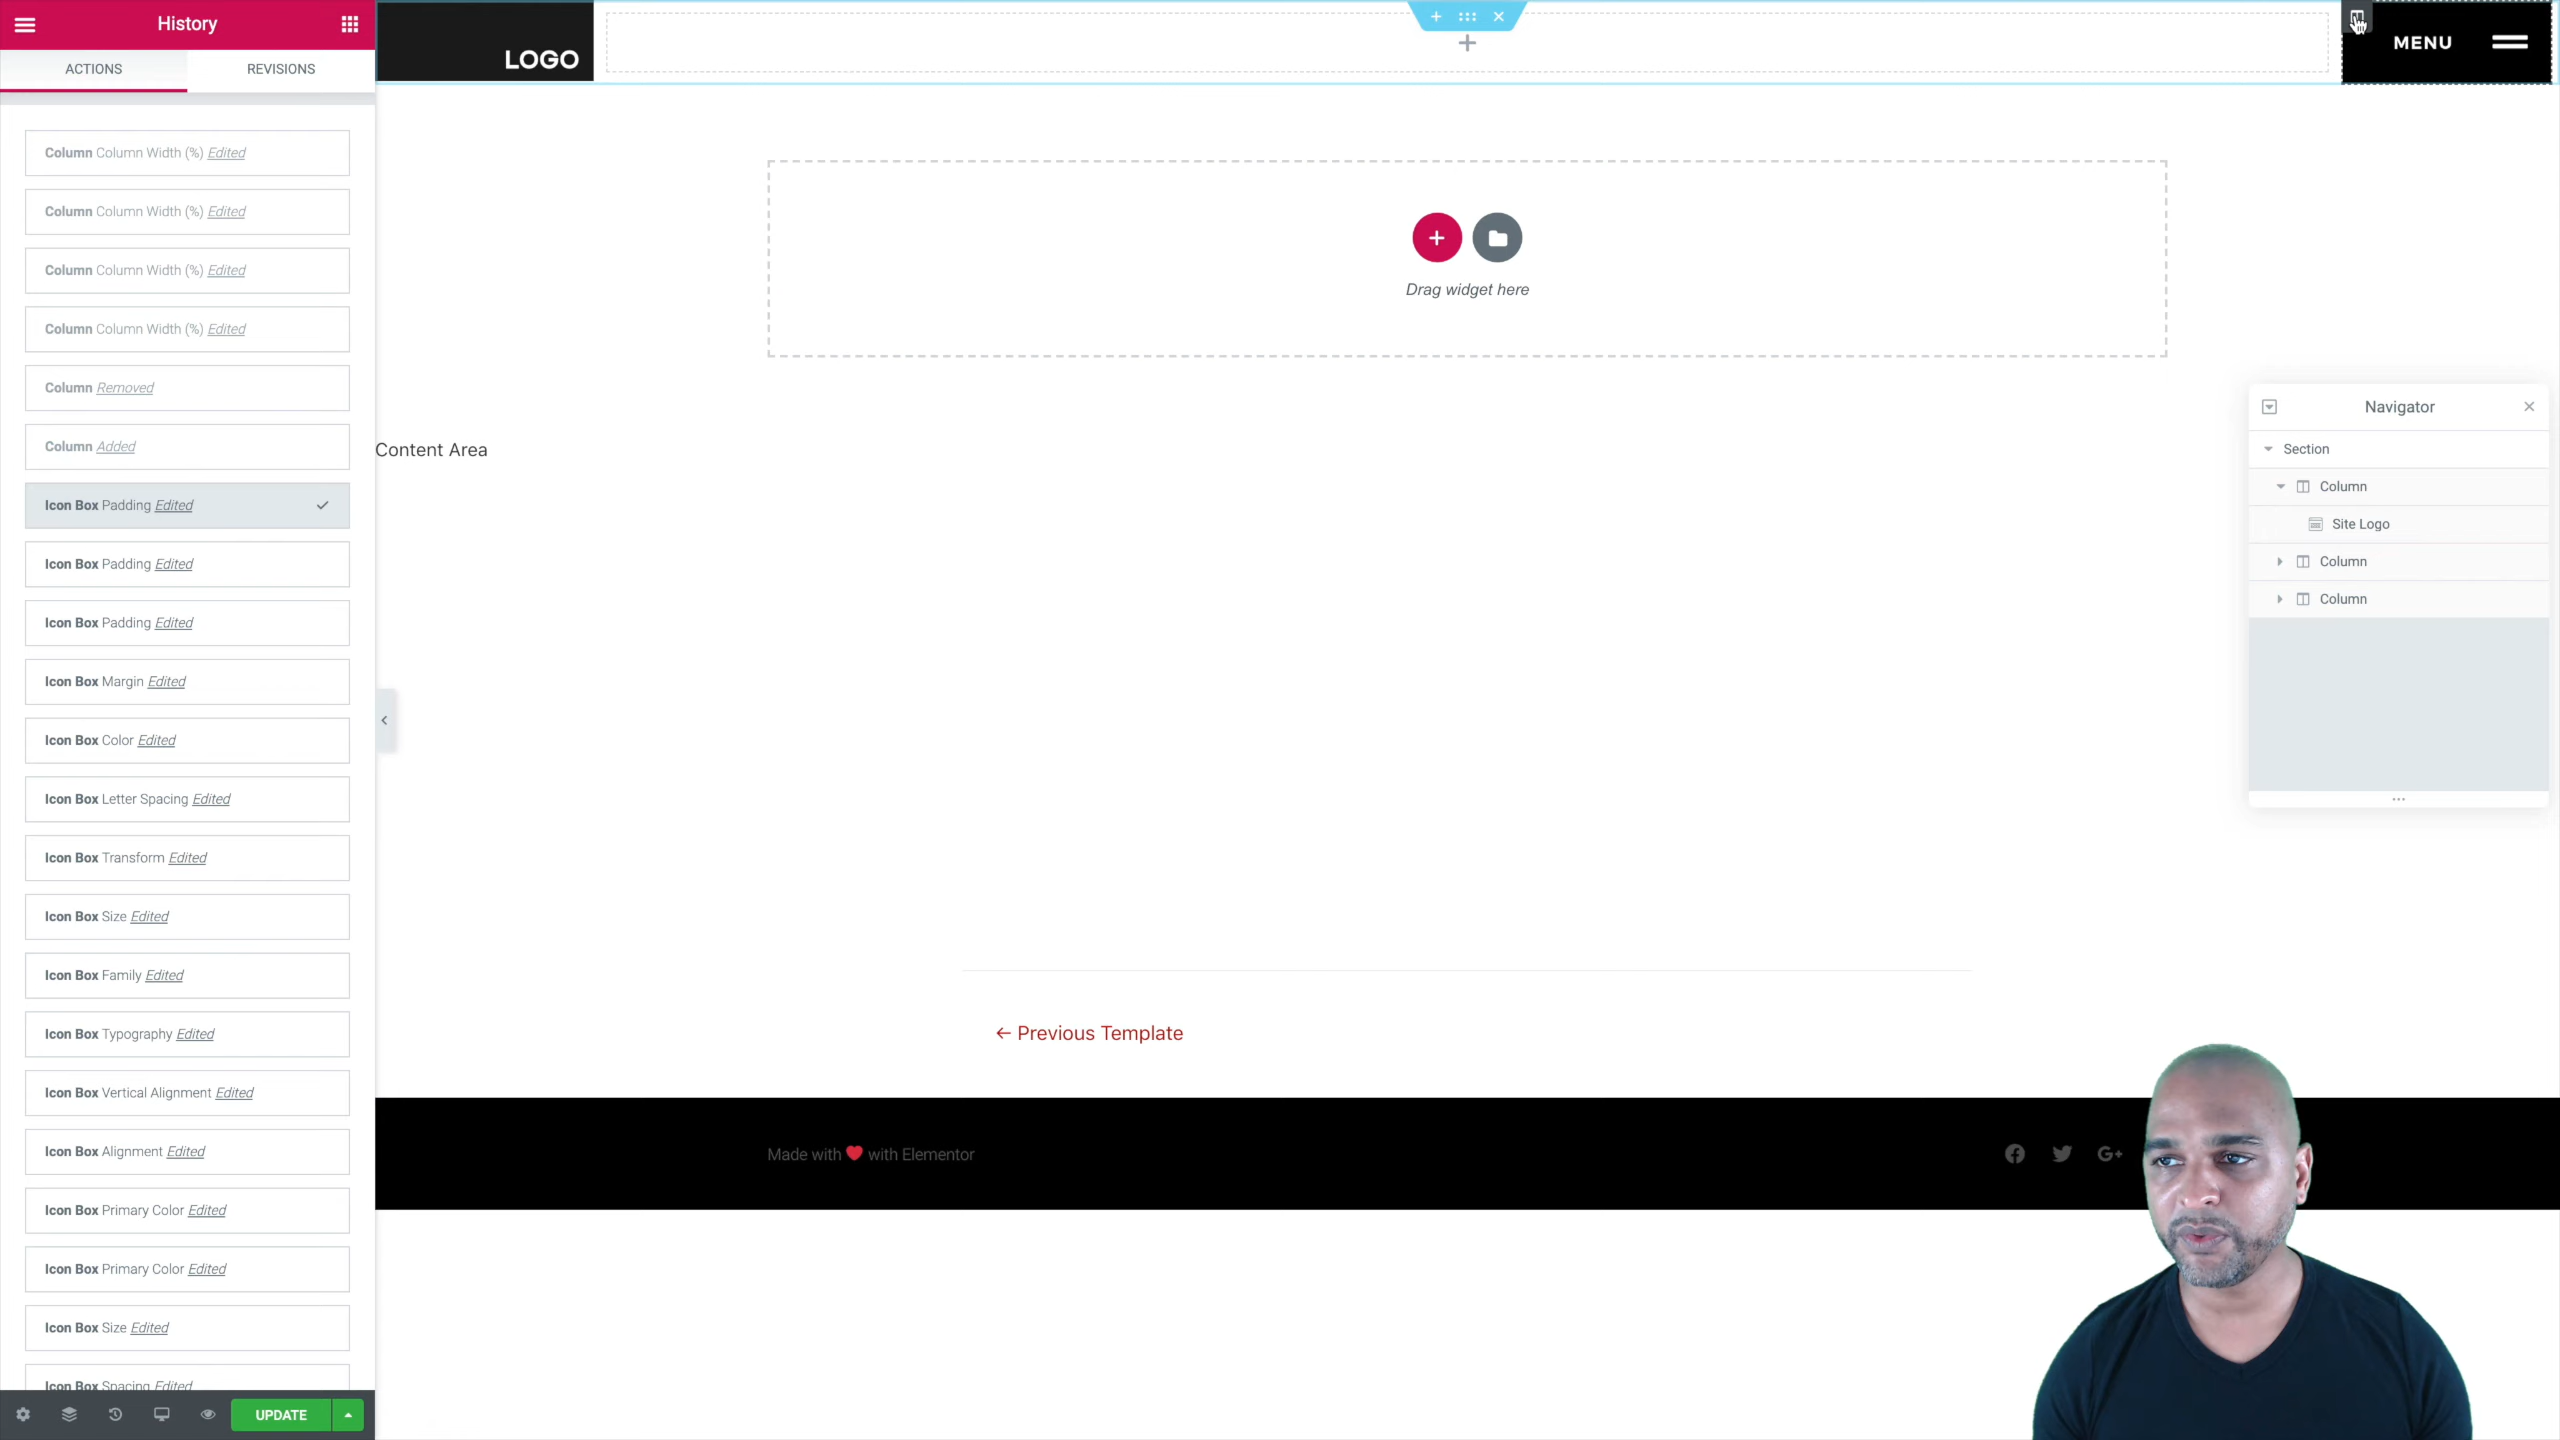 History
ACTIONS
REVISIONS
Column Column Width (%) Edited
Column Column Width (%) Edited
Column Column Width (%) Edited
Column Column Width (%) Edited
Column Removed
Column Added
Icon Box Padding Edited
Icon Box Padding Edited
Icon Box Padding Edited
Icon Box Margin Edited
Icon Box Color Edited
Icon Box Letter Spacing Edited
Icon Box Transform Edited
Icon Box Size Edited
Icon Box Family Edited
Icon Box Typography Edited
Icon Box Vertical Alignment Edited
Icon Box Alignment Edited
Icon Box Primary Color Edited
Icon Box Primary Color Edited
Icon Box Size Edited
Icon Box Spacing Edited
UPDATE
LOGO
MENU
Drag widget here
Content Area
Navigator
Section
Column
Site Logo
Column
Column
← Previous Template
Made with ❤ with Elementor
G+